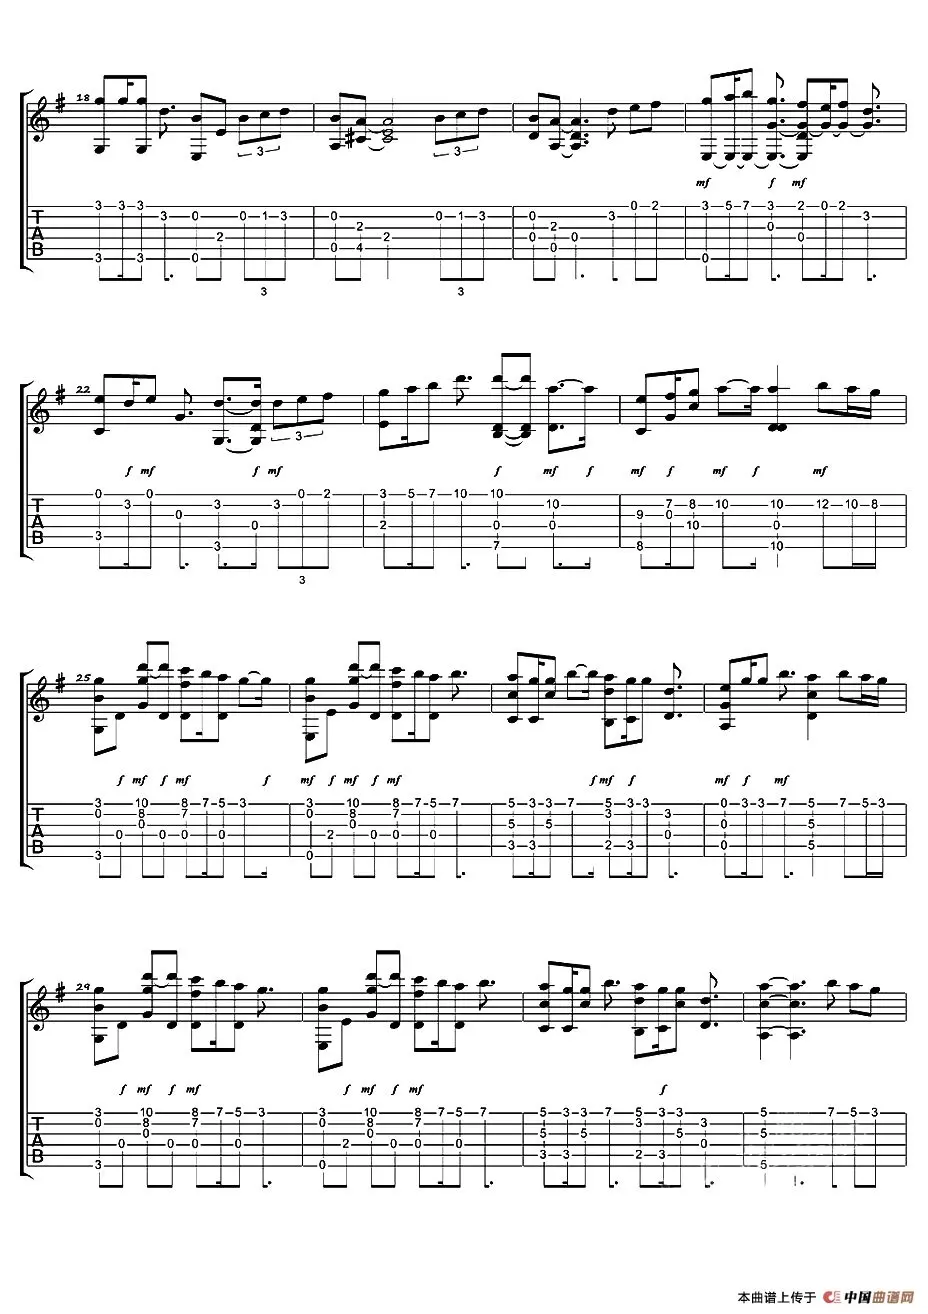 18
3 3 3 3 0 0 2 0 1 3 3 3 0
3
0 2 2 0 4 0 1 3
3
0 2 0 0 0 3 0 2
mf f mf
3 5 7 3 2 0 2 3 0 0
T
A
B
3 3
22
3
f mf f mf f mf f mf f mf f mf
0 3 0 0 3 3 3 0 3 0 2 3
3 5 7 10 10 2 0 7 10 0
9 8 7 0 8 10 10 10 0 10 12 10 8
T
A
B
3
25
f mf f mf f mf f mf f mf f mf f mf f mf
3 0 3 0 10 8 0 0 8 7 0 7 5 3
3 0 0 2 10 8 0 0 8 7 0 7 5 7
5 5 3 3 3 5 3 7 5 3 2 3 3 3 3 0
0 0 0 3 3 7 5 5 5 7 5 3
T
A
B
29
f mf f mf f mf f mf f
3 0 3 0 10 8 0 0 8 7 0 7 5 3
3 0 0 2 10 8 0 0 8 7 0 7 5 7
5 5 3 3 3 3 5 7 5 3 2 3 3 3 5 3 0
5 5 5 7 5 3
T
A
B
本曲谱上传于 中国曲谱网